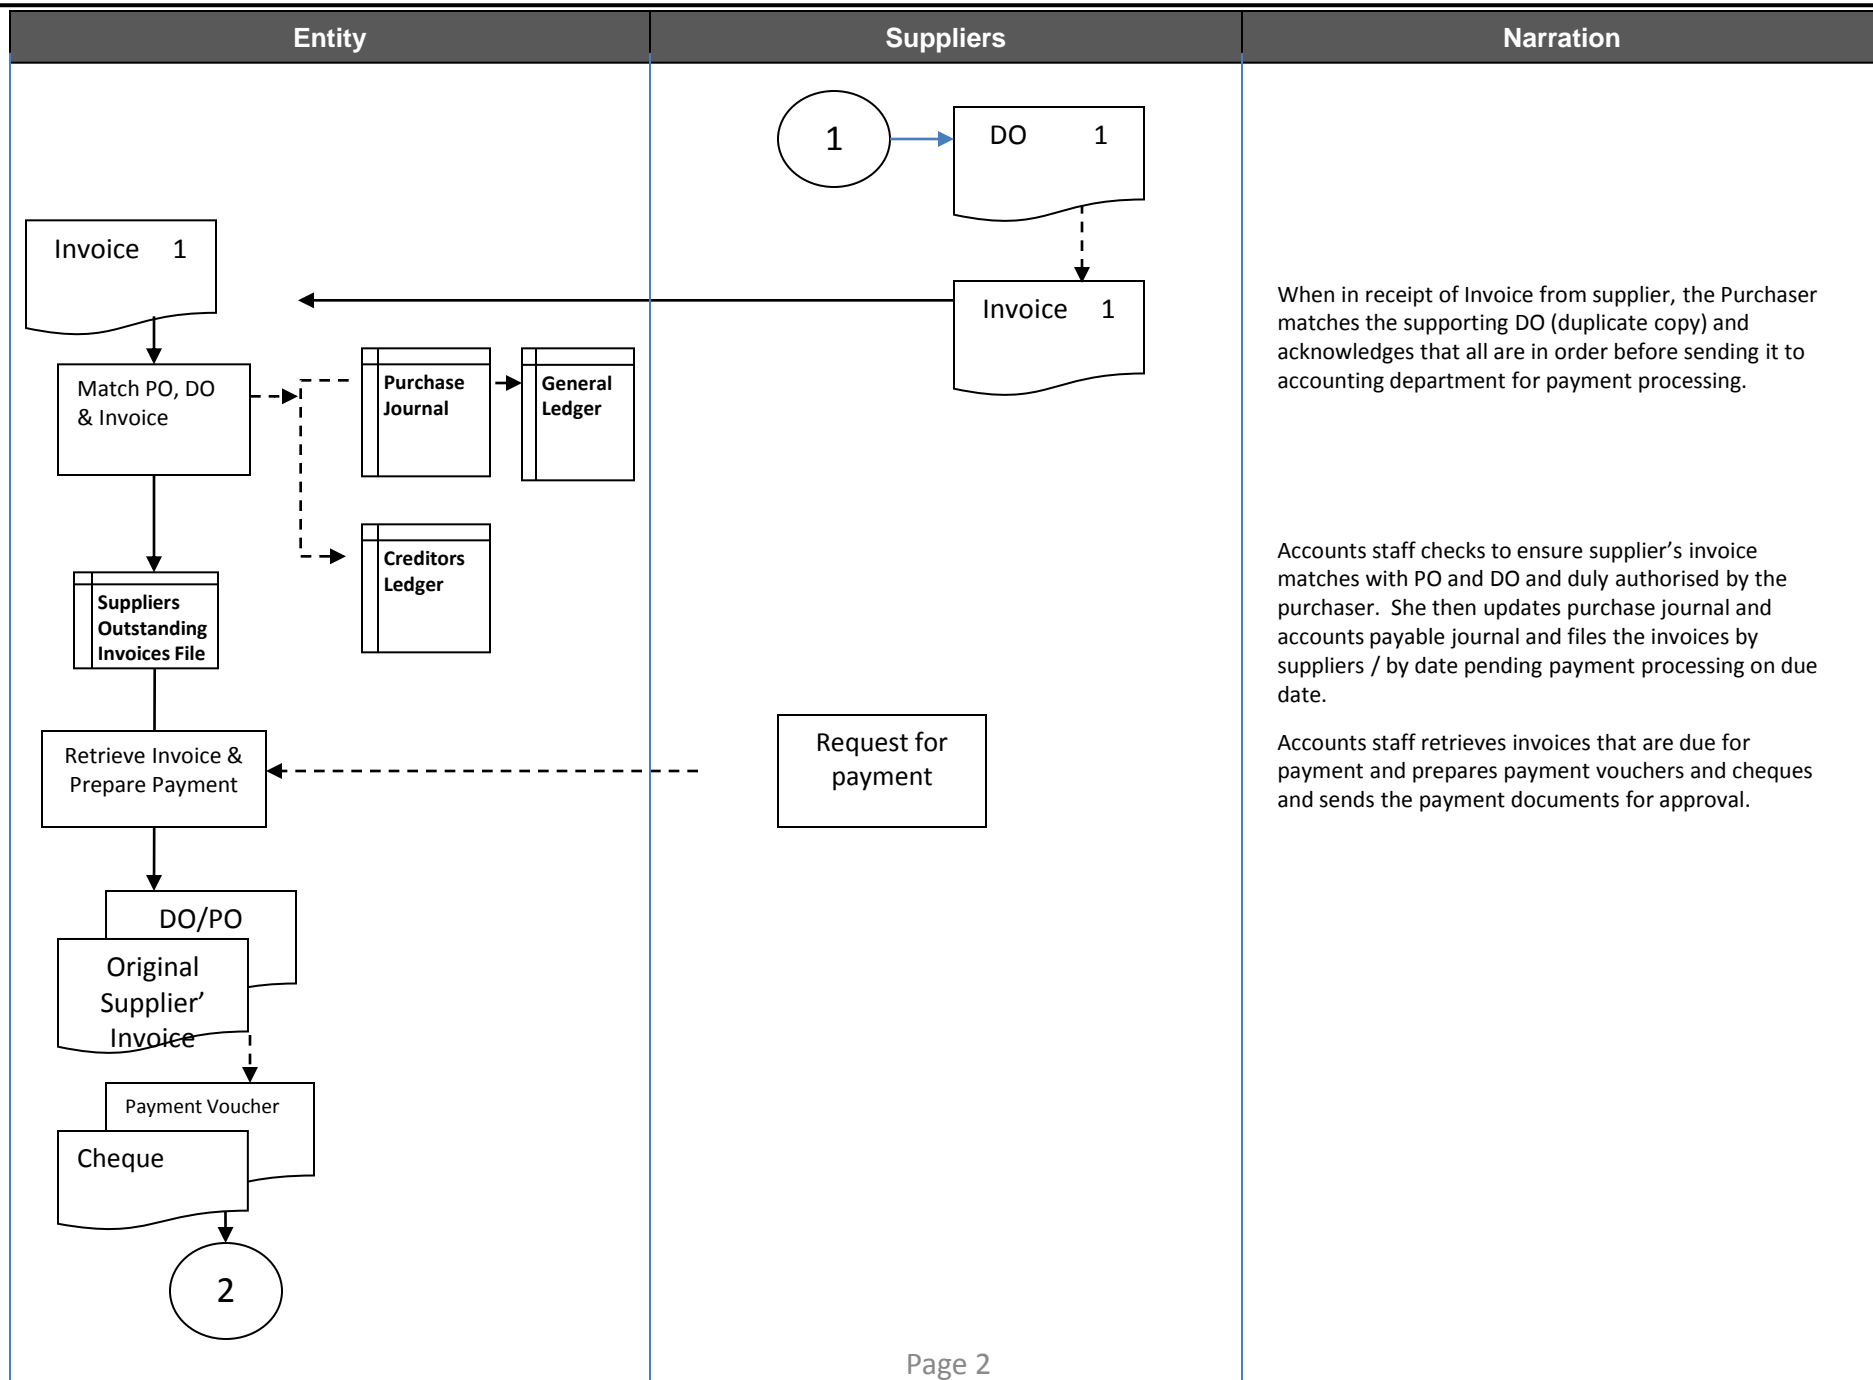 Entity
Suppliers
Narration
1
DO 1
Invoice 1
Invoice 1
When in receipt of Invoice from supplier, the Purchaser
matches the supporting DO (duplicate copy) and
acknowledges that all are in order before sending it to
accounting department for payment processing.
Match PO, DO
& Invoice
Purchase
Journal
General
Ledger
Creditors
Ledger
Suppliers
Outstanding
Invoices File
Accounts staff checks to ensure supplier’s invoice
matches with PO and DO and duly authorised by the
purchaser.  She then updates purchase journal and
accounts payable journal and files the invoices by
suppliers / by date pending payment processing on due
date.
Retrieve Invoice &
Prepare Payment
Request for
payment
Accounts staff retrieves invoices that are due for
payment and prepares payment vouchers and cheques
and sends the payment documents for approval.
DO/PO
Original
Supplier’
Invoice
Payment Voucher
Cheque
2
Page 2